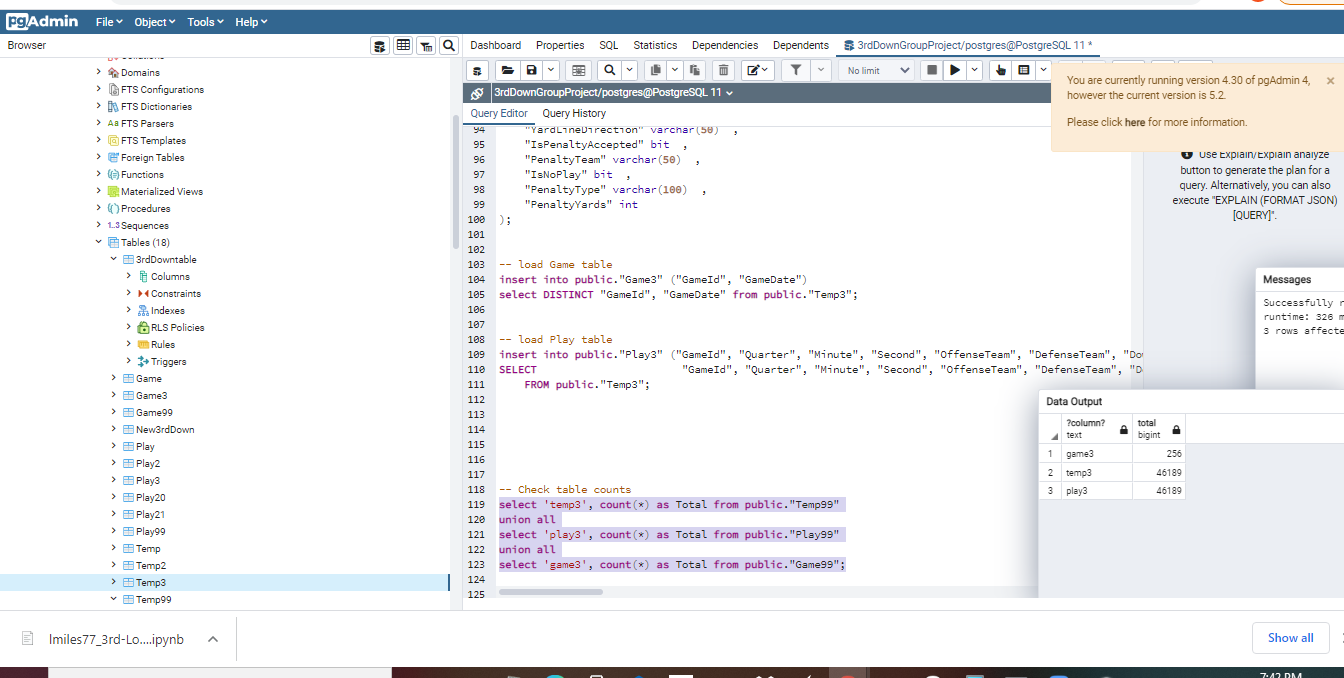 pgAdmin File Object Tools Help
Browser
Dashboard Properties SQL Statistics Dependencies Dependents 3rdDownGroupProject/postgres@PostgreSQL 11 *
Domains
FTS Configurations
FTS Dictionaries
FTS Parsers
FTS Templates
Foreign Tables
Functions
Materialized Views
Procedures
1..3 Sequences
Tables (18)
3rdDowntable
Columns
Constraints
Indexes
RLS Policies
Rules
Triggers
Game
Game3
Game99
New3rdDown
Play
Play2
Play3
Play20
Play21
Play99
Temp
Temp2
Temp3
Temp99
No limit
3rdDownGroupProject/postgres@PostgreSQL 11
Query Editor Query History
94 "YardLineDirection" varchar(50) ,
95 "IsPenaltyAccepted" bit ,
96 "PenaltyTeam" varchar(50) ,
97 "IsNoPlay" bit ,
98 "PenaltyType" varchar(100) ,
99 "PenaltyYards" int
100 );
101
102
103 -- load Game table
104 insert into public."Game3" ("GameId", "GameDate")
105 select DISTINCT "GameId", "GameDate" from public."Temp3";
106
107
108 -- load Play table
109 insert into public."Play3" ("GameId", "Quarter", "Minute", "Second", "OffenseTeam", "DefenseTeam",
110 SELECT "GameId", "Quarter", "Minute", "Second", "OffenseTeam", "DefenseTeam",
111 FROM public."Temp3";
112
113
114
115
116
117
118 -- Check table counts
119 select 'temp3', count(*) as Total from public."Temp99"
120 union all
121 select 'play3', count(*) as Total from public."Play99"
122 union all
123 select 'game3', count(*) as Total from public."Game99";
124
125
You are currently running version 4.30 of pgAdmin 4,
however the current version is 5.2.
Please click here for more information.
×
Use Explain/Explain analyze
button to generate the plan for a
query. Alternatively, you can also
execute "EXPLAIN (FORMAT JSON)
[QUERY]".
Messages
Successfully
runtime: 326
3 rows
Data Output
?column?
text
total
bigint
1 game3 256
2 temp3 46189
3 play3 46189
lmiles77_3rd-Lo....ipynb
Show all
7:42 PM